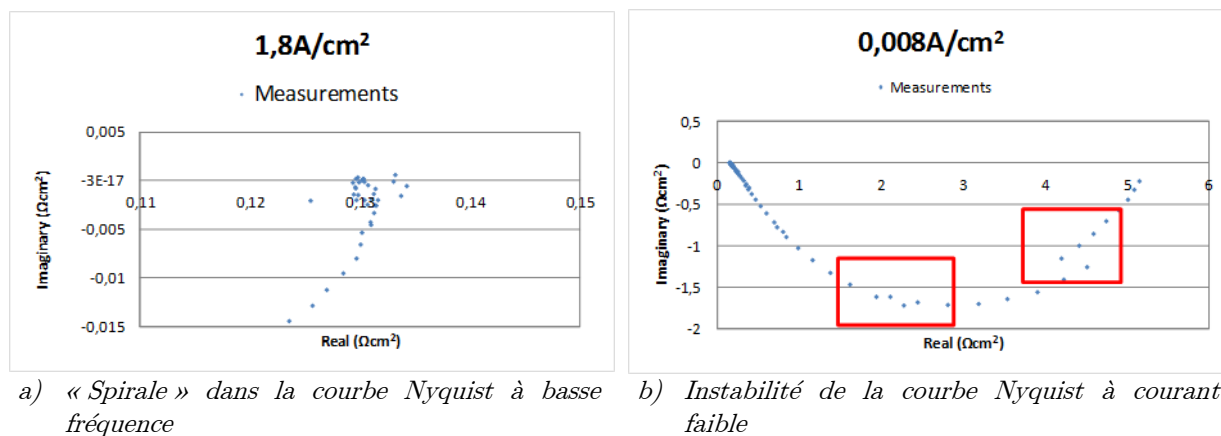 1,8A/cm²
Measurements
0,005
-3E-17
0,11
0,12
0,13
0,14
0,15
-0,005
-0,01
-0,015
Imaginary (Ωcm²)
Real (Ωcm²)
a) « Spirale » dans la courbe Nyquist à basse
fréquence
0,008A/cm²
Measurements
0,5
0
0
1
2
3
4
5
6
-0,5
-1
-1,5
-2
Imaginary (Ωcm²)
Real (Ωcm²)
b) Instabilité de la courbe Nyquist à courant
faible